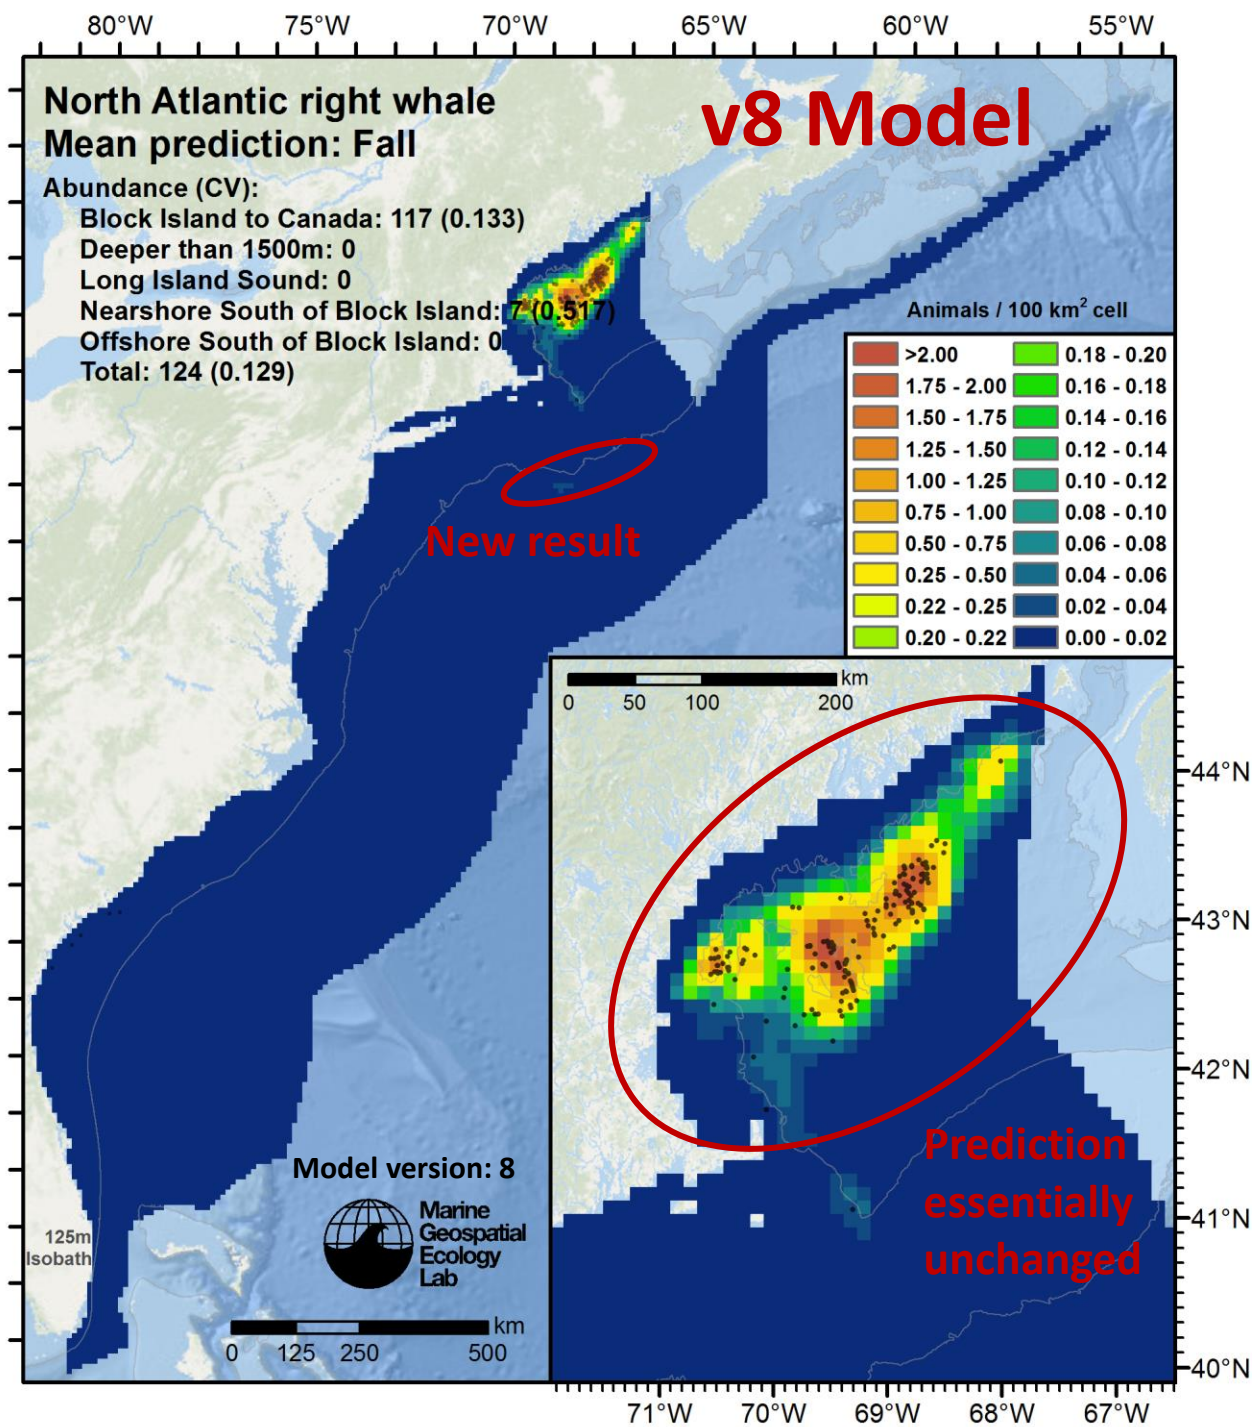 80°W 75°W 70°W 65°W 60°W 55°W
North Atlantic right whale
Mean prediction: Fall
v8 Model
Abundance (CV):
Block Island to Canada: 117 (0.133)
Deeper than 1500m: 0
Long Island Sound: 0
Nearshore South of Block Island: 7 (0.517)
Offshore South of Block Island: 0
Total: 124 (0.129)
Animals / 100 km² cell
>2.00 0.18 - 0.20
1.75 - 2.00 0.16 - 0.18
1.50 - 1.75 0.14 - 0.16
1.25 - 1.50 0.12 - 0.14
1.00 - 1.25 0.10 - 0.12
0.75 - 1.00 0.08 - 0.10
0.50 - 0.75 0.06 - 0.08
0.25 - 0.50 0.04 - 0.06
0.22 - 0.25 0.02 - 0.04
0.20 - 0.22 0.00 - 0.02
New result
km
0 50 100 200
44°N
43°N
42°N
41°N
40°N
Prediction
essentially
unchanged
Model version: 8
Marine
Geospatial
Ecology
Lab
125m
Isobath
km
0 125 250 500
71°W 70°W 69°W 68°W 67°W